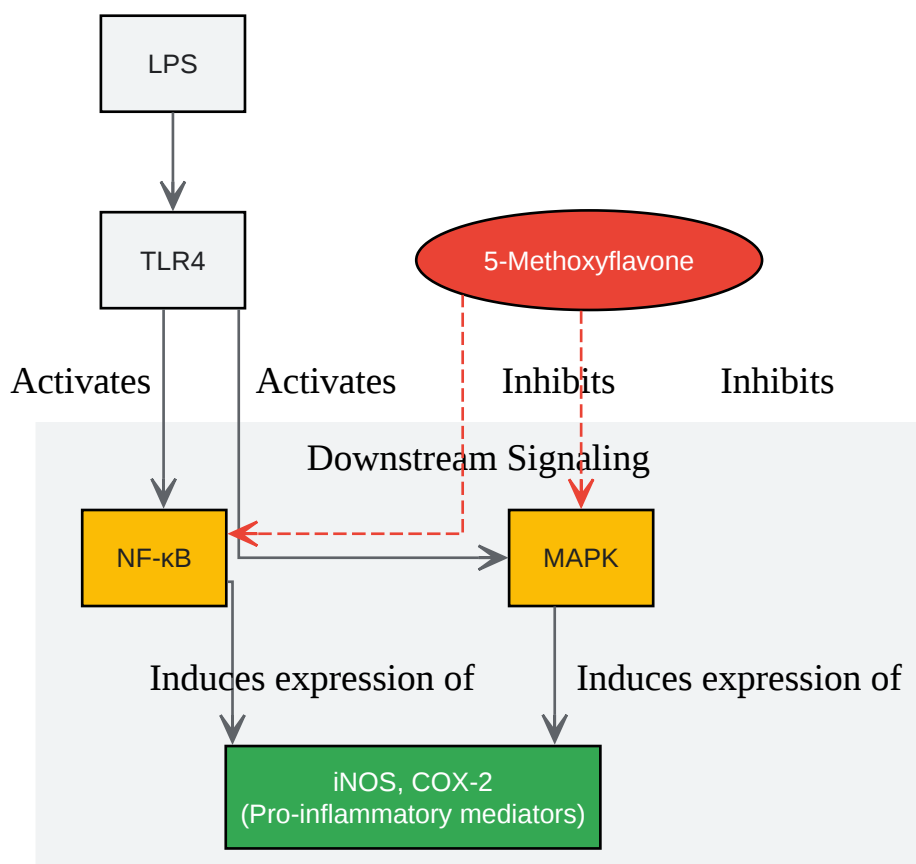 LPS
TLR4
5-Methoxyflavone
Activates
Activates
Inhibits
Inhibits
Downstream Signaling
NF-κB
MAPK
Induces expression of
Induces expression of
iNOS, COX-2
(Pro-inflammatory mediators)